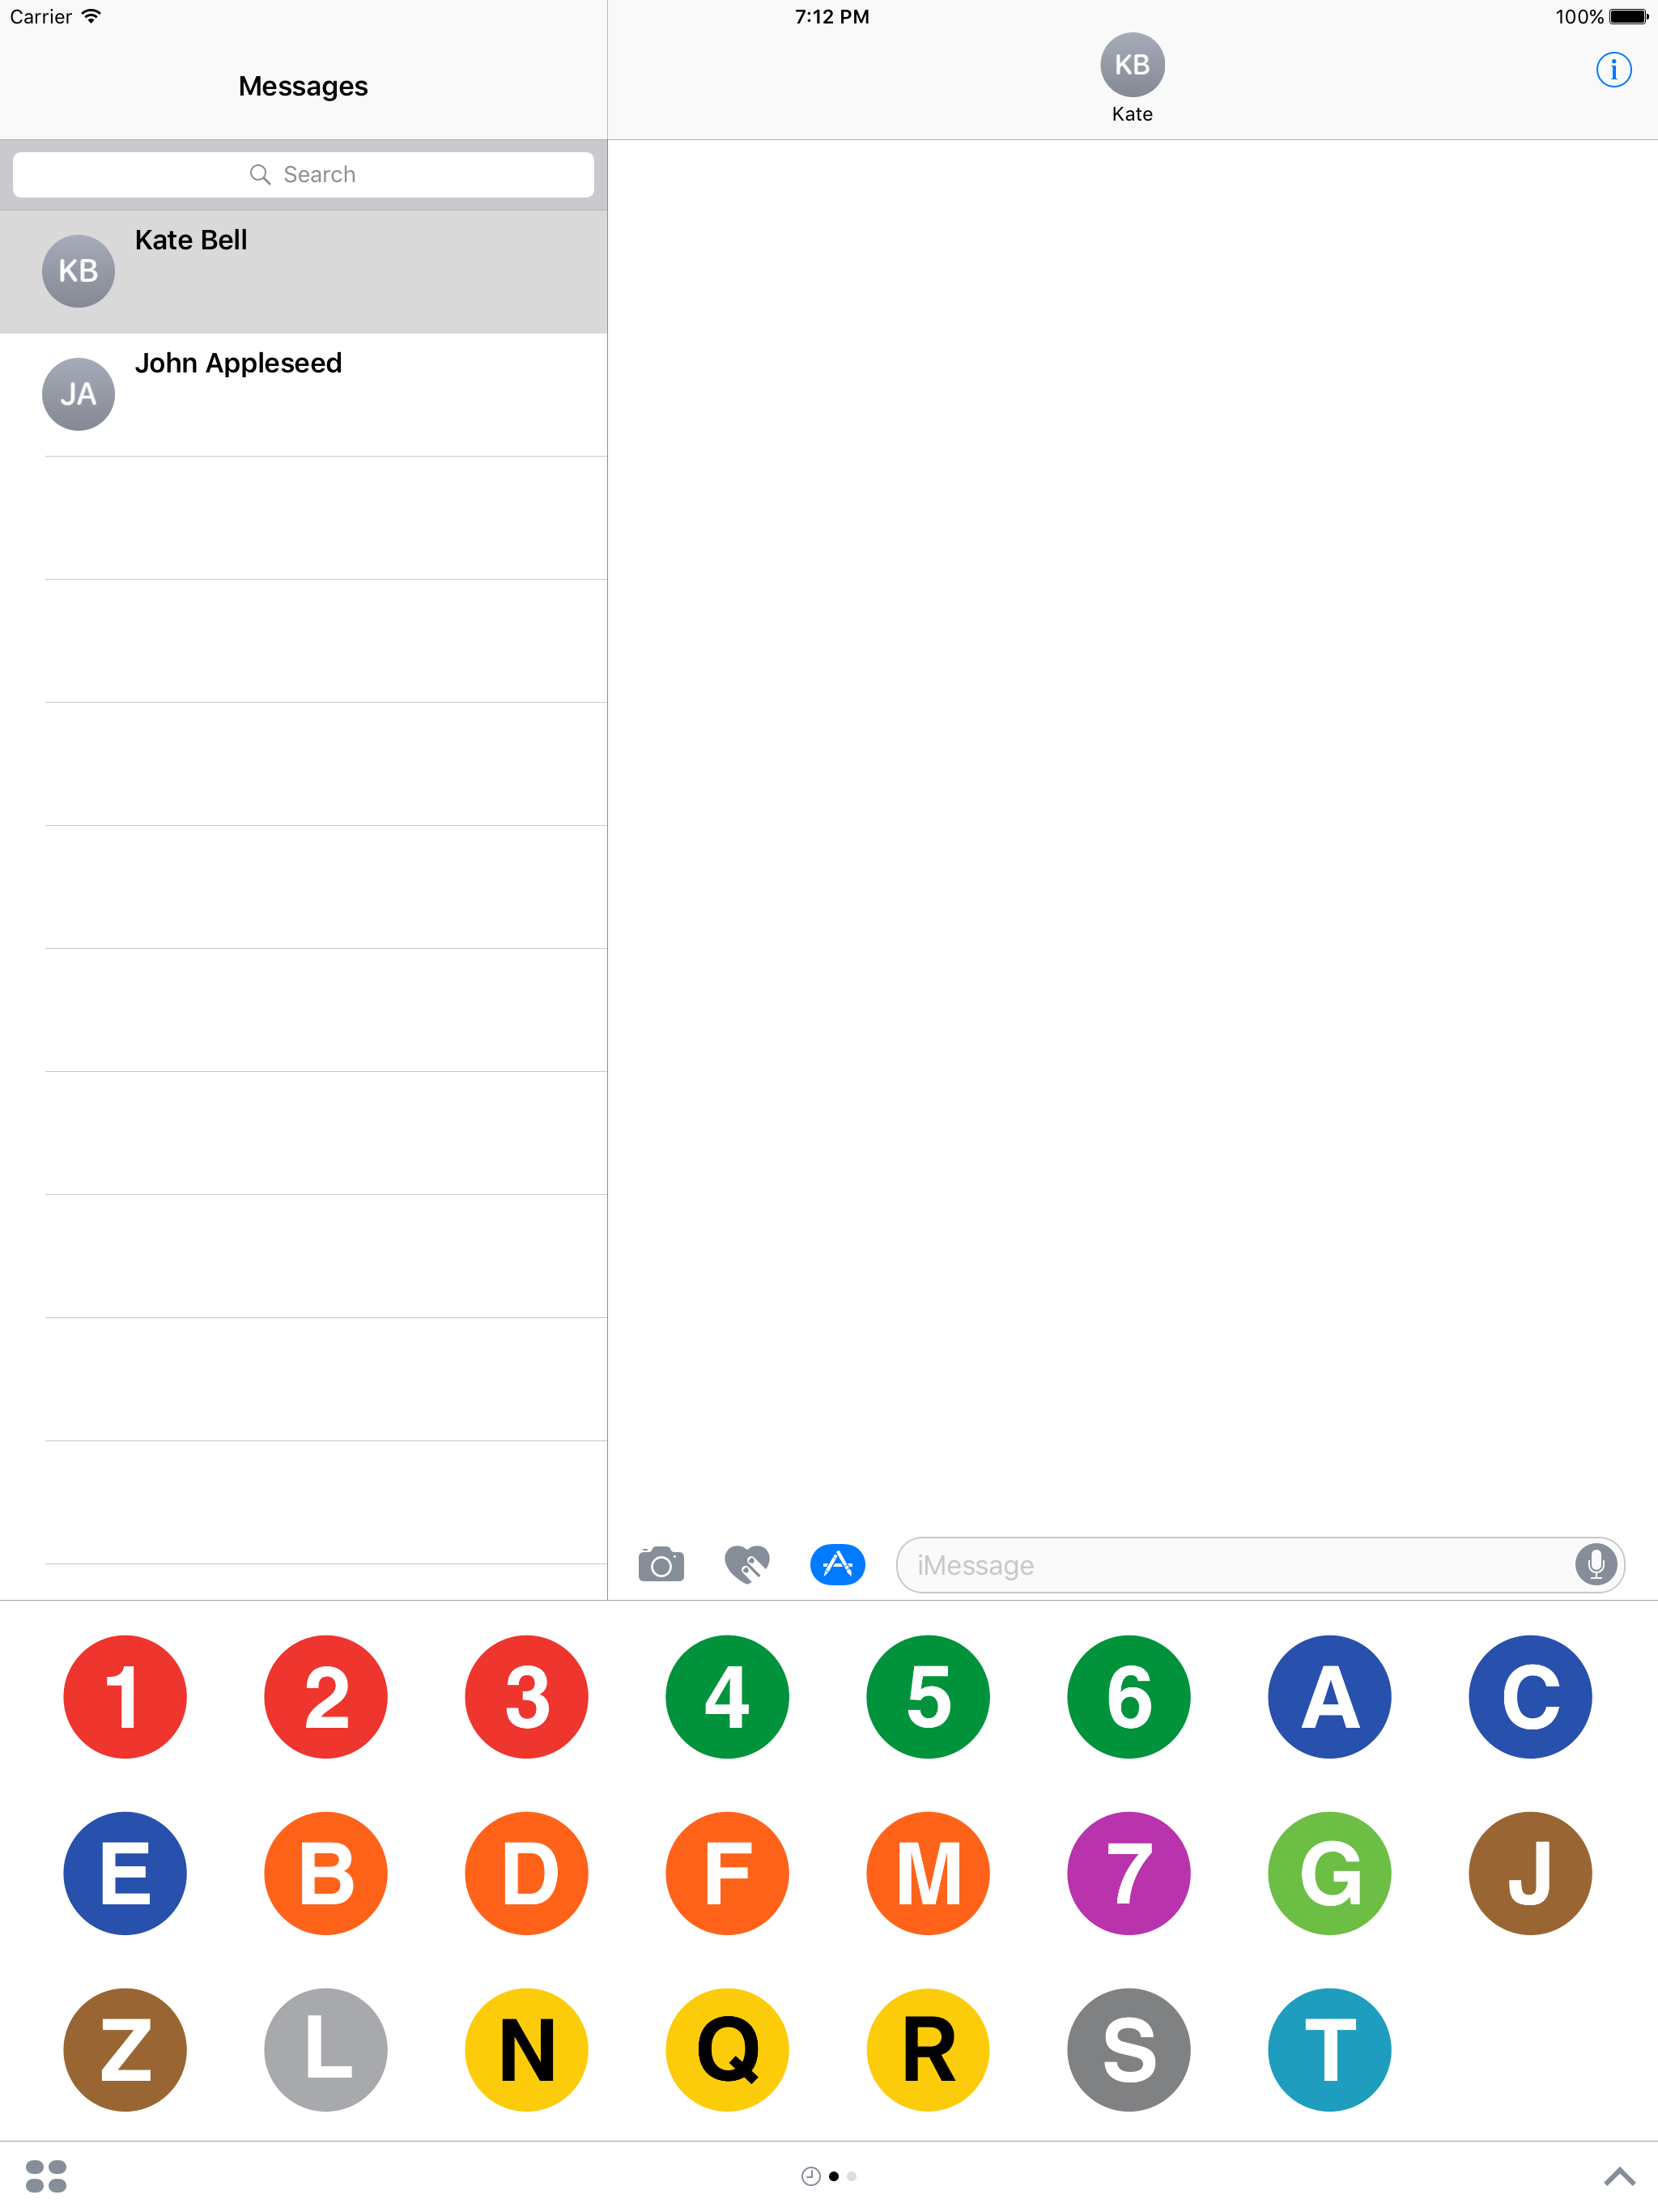 Carrier 7:12 PM 100%
Messages
KB
Kate
Search
KB Kate Bell
JA John Appleseed
iMessage
1 2 3 4 5 6 A C
E B D F M 7 G J
Z L N Q R S T